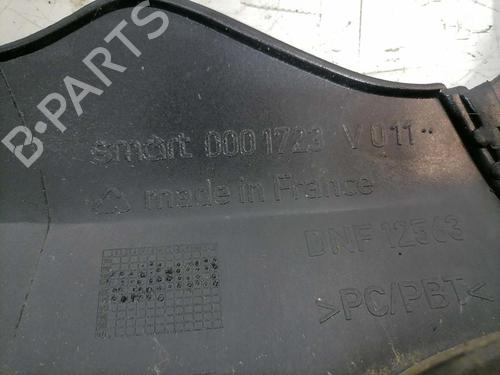 B-PARTS
smart 0001723 V011
made in France
DNF 12563
>PC/PBT<